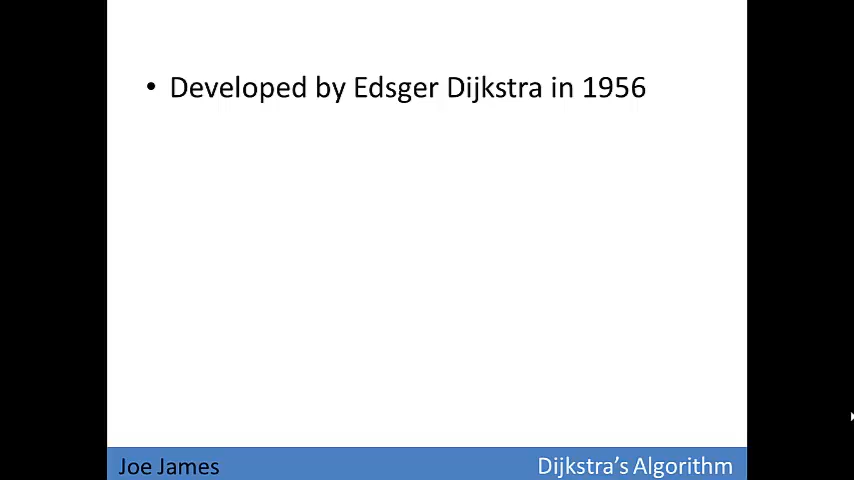 • Developed by Edsger Dijkstra in 1956
Joe James
Dijkstra’s Algorithm